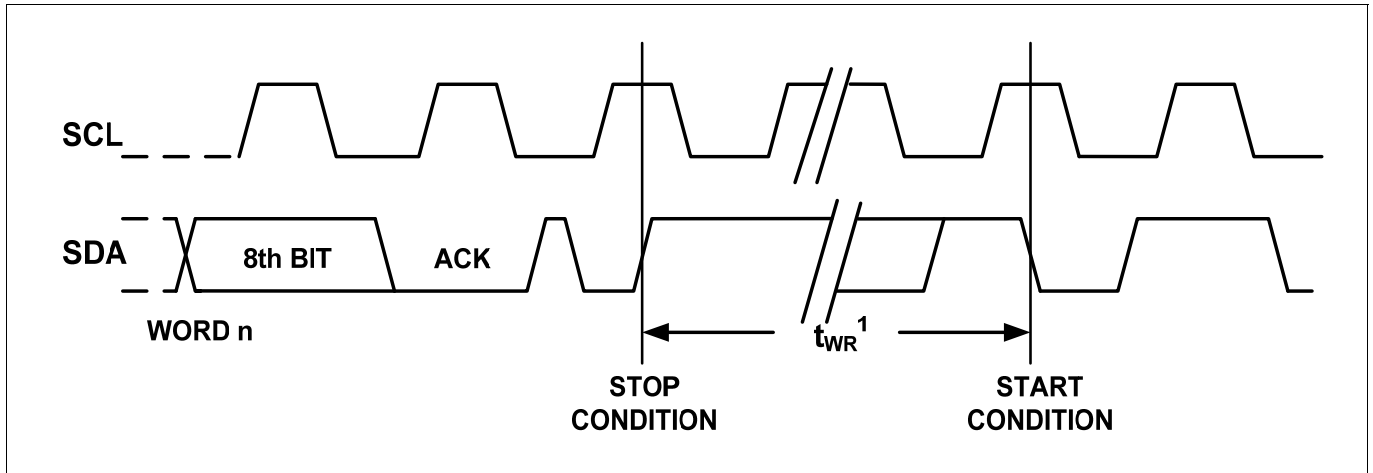 SCL
SDA
8th BIT
ACK
WORD n
tWR1
STOP
CONDITION
START
CONDITION